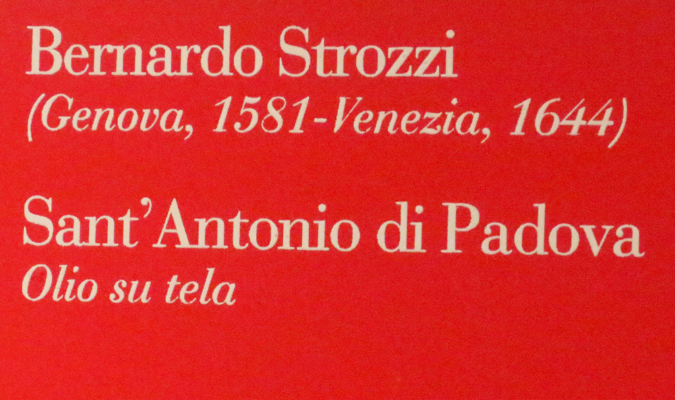 Bernardo Strozzi
(Genova, 1581-Venezia, 1644)
Sant’Antonio di Padova
Olio su tela